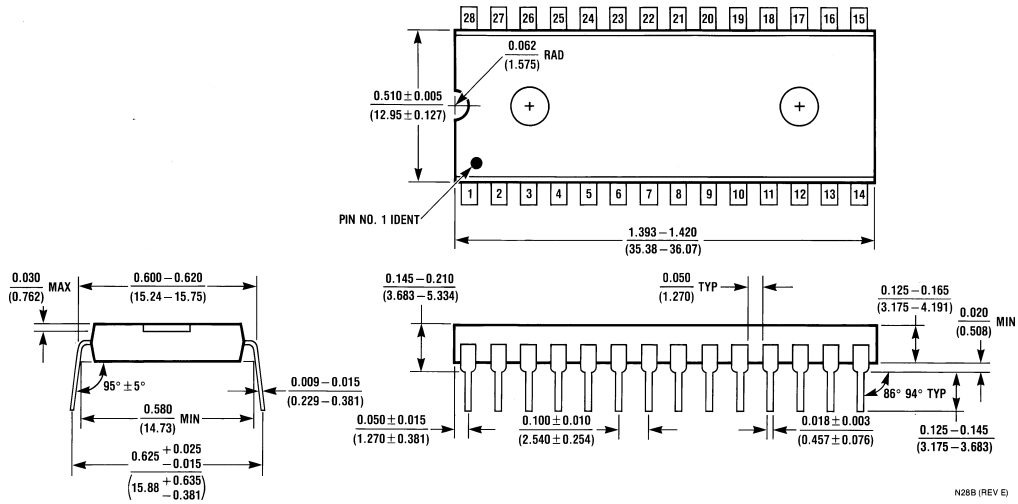 28 27 26 25 24 23 22 21 20 19 18 17 16 15
0.062
(1.575)
RAD
0.510 ± 0.005
(12.95 ± 0.127)
1 2 3 4 5 6 7 8 9 10 11 12 13 14
PIN NO. 1 IDENT
1.393 – 1.420
(35.38 – 36.07)
0.030
(0.762)
MAX
0.600 – 0.620
(15.24 – 15.75)
95° ± 5°
0.580
(14.73)
MIN
0.009 – 0.015
(0.229 – 0.381)
0.625 +0.025
-0.015
(15.88 +0.635
-0.381)
0.145 – 0.210
(3.683 – 5.334)
0.050
(1.270)
TYP
0.125 – 0.165
(3.175 – 4.191)
0.020
(0.508)
MIN
86° 94° TYP
0.050 ± 0.015
(1.270 ± 0.381)
0.100 ± 0.010
(2.540 ± 0.254)
0.018 ± 0.003
(0.457 ± 0.076)
0.125 – 0.145
(3.175 – 3.683)
N28B (REV E)